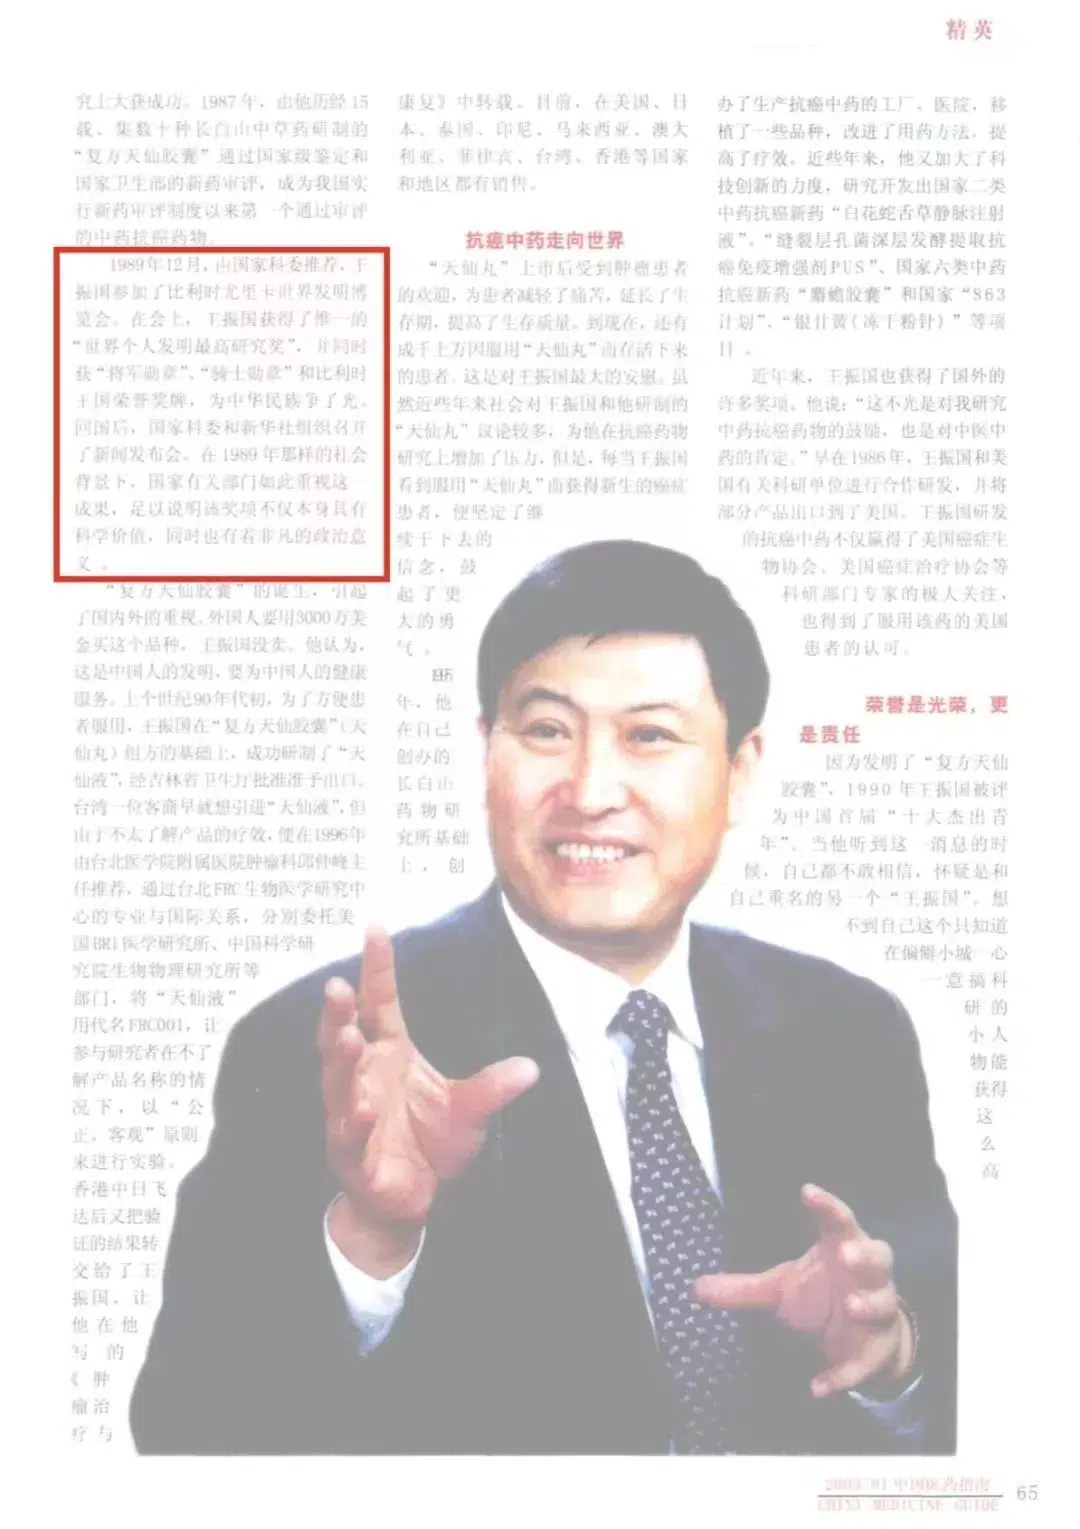 精英
究上大获成功。1987年，由他历经15
载、集数十种长白山中草药研制的
“复方天仙胶囊”通过国家级鉴定和
国家卫生部的新药审评，成为我国实
行新药审评制度以来第一个通过审评
的中药抗癌药物。
1989年12月，由国家科委推荐，王
振国参加了比利时尤里卡世界发明博
览会。在会上，王振国获得了惟一的
“世界个人发明最高研究奖”，并同时
获“将军勋章”、“骑士勋章”和比利时
王国荣誉奖牌，为中华民族争了光。
回国后，国家科委和新华社组织召开
了新闻发布会。在1989年那样的社会
背景下，国家有关部门如此重视这一
成果，足以说明该奖项不仅本身具有
科学价值，同时也有着非凡的政治意
义。
“复方天仙胶囊”的诞生，引起
了国内外的重视。外国人要用3000万美
金买这个品种，王振国没卖。他认为，
这是中国人的发明，要为中国人的健康
服务。上个世纪90年代初，为了方便患
者服用，王振国在“复方天仙胶囊”（天
仙丸）组方的基础上，成功研制了“天
仙液”，经吉林省卫生厅批准准予出口。
台湾一位客商早就想引进“天仙液”，但
由于不太了解产品的疗效，便在1996年
由台北医学院附属医院肿瘤科邱仲峰主
任推荐，通过台北FRC生物医学研究中
心的专业与国际关系，分别委托美
国BRI医学研究所、中国科学研
究院生物物理研究所等
部门，将“天仙液”
用代名FRC001，让
参与研究者在不了
解产品名称的情
况下，以“公
正、客观”原则
来进行实验。
香港中日飞
达后又把验
证的结果转
交给了王
振国，让
他在他
写的
《肿
瘤治
疗与
康复》中转载。目前，在美国、日
本、泰国、印尼、马来西亚、澳大
利亚、菲律宾、台湾、香港等国家
和地区都有销售。
抗癌中药走向世界
“天仙丸”上市后受到肿瘤患者
的欢迎，为患者减轻了痛苦，延长了生
存期，提高了生存质量。到现在，还有
成千上万因服用“天仙丸”而存活下来
的患者。这是对王振国最大的安慰。虽
然近些年来社会对王振国和他研制的
“天仙丸”议论较多，为他在抗癌药物
研究上增加了压力，但是，每当王振国
看到服用“天仙丸”而获得新生的癌症
患者，便坚定了继
续干下去的
信念，鼓
起了更
大的勇
气。
年，他
在自己
创办的
长白山
药物研
究所基础
上，创
办了生产抗癌中药的工厂、医院，移
植了一些品种，改进了用药方法，提
高了疗效。近些年来，他又加大了科
技创新的力度，研究开发出国家二类
中药抗癌新药“白花蛇舌草静脉注射
液”、“缝裂层孔菌深层发酵提取抗
癌免疫增强剂PUS”、国家六类中药
抗癌新药“麝蟾胶囊”和国家“863
计划”、“银甘黄(冻干粉针)”等项
目。
近年来，王振国也获得了国外的
许多奖项。他说：“这不光是对我研究
中药抗癌药物的鼓励，也是对中医中
药的肯定。”早在1986年，王振国和美
国有关科研单位进行合作研发，并将
部分产品出口到了美国。王振国研发
的抗癌中药不仅赢得了美国癌症生
物协会、美国癌症治疗协会等
科研部门专家的极大关注，
也得到了服用该药的美国
患者的认可。
荣誉是光荣，更
是责任
因为发明了“复方天仙
胶囊”，1990年王振国被评
为中国首届“十大杰出青
年”。当他听到这一消息的时
候，自己都不敢相信，怀疑是和
自己重名的另一个“王振国”。想
不到自己这个只知道
在偏僻小城一心
一意搞科
研的
小人
物能
获得
这
么
高
中国医药指南
CHINA MEDICINE GUIDE
65